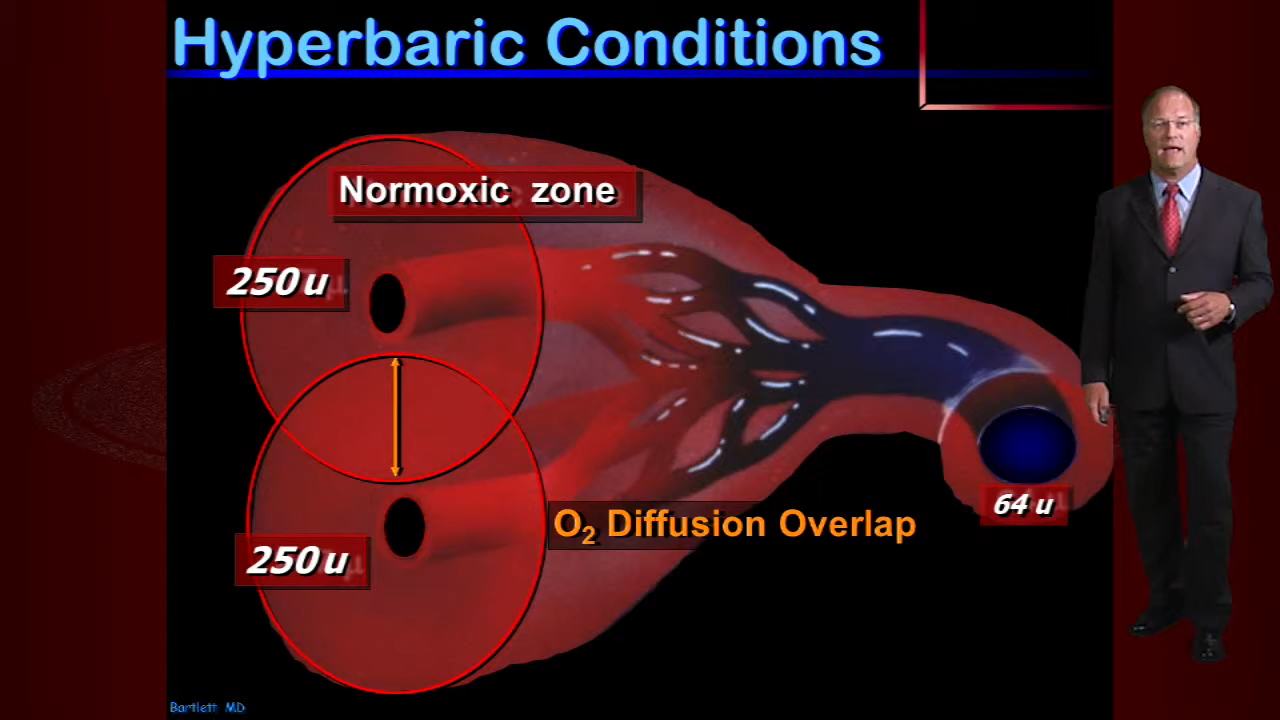 Hyperbaric Conditions
Normoxic zone
250 u
64 u
O₂ Diffusion Overlap
250 u
Bartlett MD